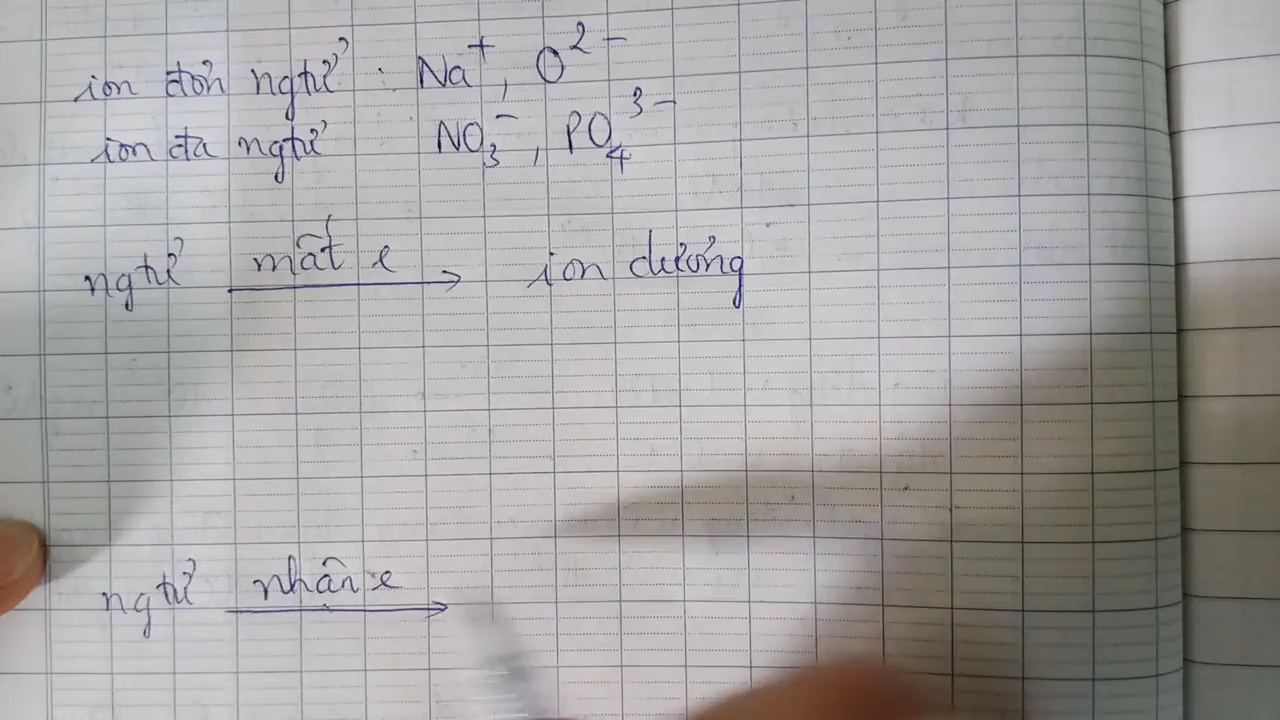 ion đơn ngtử : Na⁺, O²⁻
ion đa ngtử NO₃⁻, PO₄³⁻
mất e
ngtử ⟶ ion dương
nhận e
ngtử ⟶